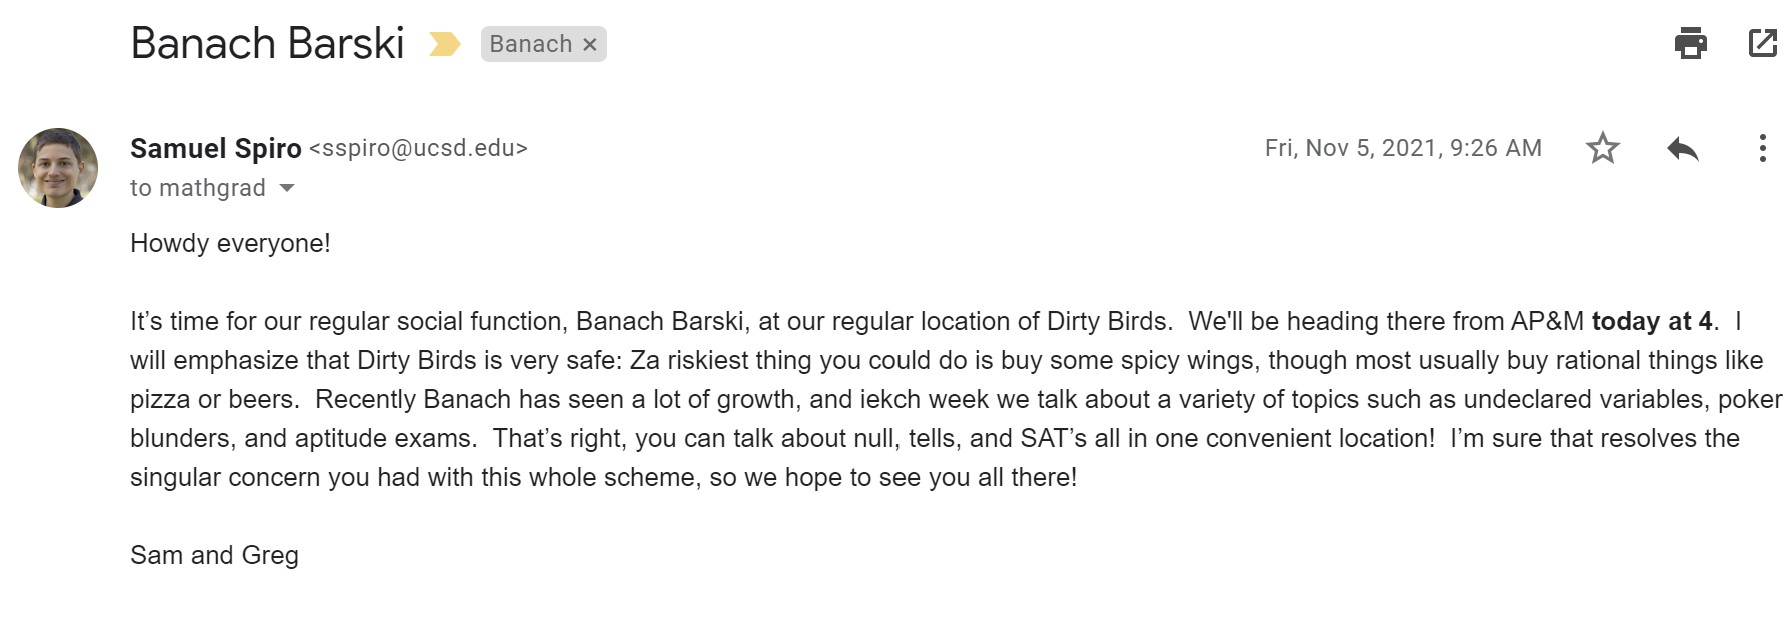 Banach Barski
Banach ×
Samuel Spiro <sspiro@ucsd.edu>
Fri, Nov 5, 2021, 9:26 AM
to mathgrad
Howdy everyone!
It’s time for our regular social function, Banach Barski, at our regular location of Dirty Birds.  We'll be heading there from AP&M today at 4.  I
will emphasize that Dirty Birds is very safe: Za riskiest thing you could do is buy some spicy wings, though most usually buy rational things like
pizza or beers.  Recently Banach has seen a lot of growth, and iekch week we talk about a variety of topics such as undeclared variables, poker
blunders, and aptitude exams.  That’s right, you can talk about null, tells, and SAT’s all in one convenient location!  I’m sure that resolves the
singular concern you had with this whole scheme, so we hope to see you all there!
Sam and Greg